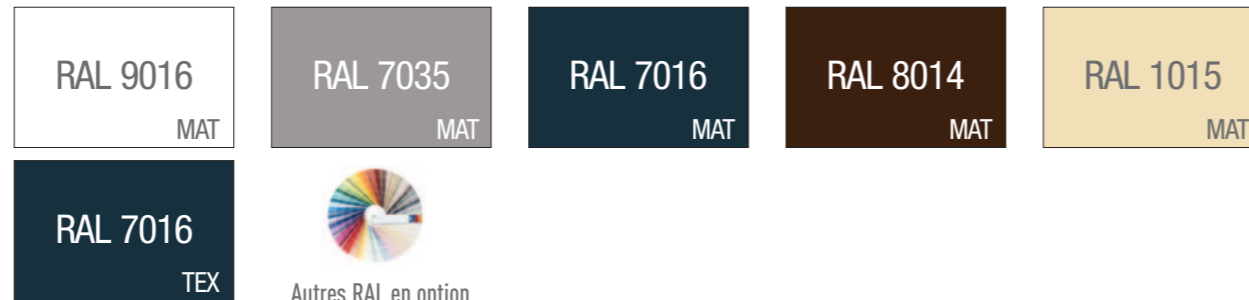 RAL 9016
MAT
RAL 7035
MAT
RAL 7016
MAT
RAL 8014
MAT
RAL 1015
MAT
RAL 7016
TEX
Autres RAL en option